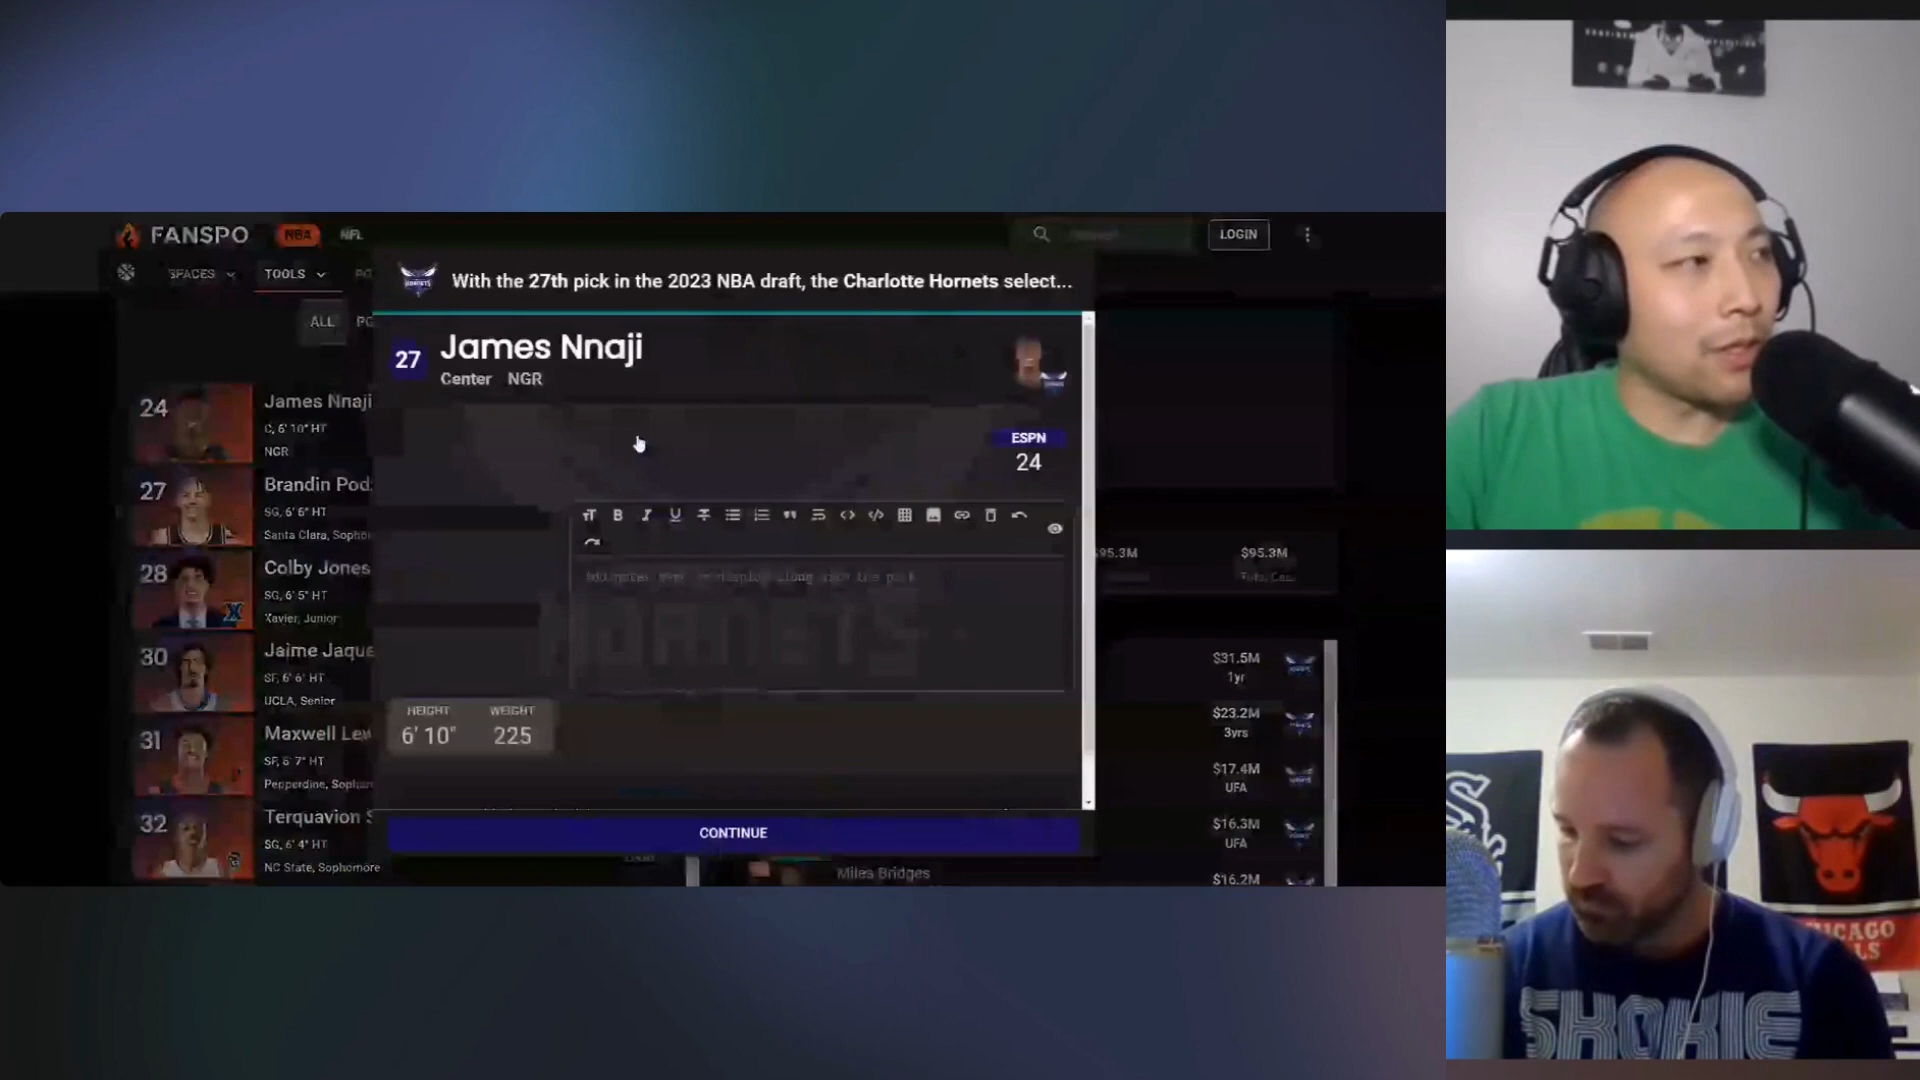 FANSPO
NBA
NFL
LOGIN
SPACES
TOOLS
ALL
With the 27th pick in the 2023 NBA draft, the Charlotte Hornets select...
27
James Nnaji
Center NGR
ESPN
24
24
James Nnaji
C, 6' 10" HT
NGR
27
Brandin
SG, 6' 6" HT
Santa Clara,
28
Colby Jones
SG, 6' 5" HT
Xavier, Junior
30
Jaime
SF, 6' 6" HT
UCLA, Senior
31
Maxwell
SF, 6' 7" HT
Pepperdine,
32
Terquavion S
SG, 6' 4" HT
NC State, Sophomore
HORNETS
HEIGHT
6' 10"
WEIGHT
225
CONTINUE
Miles Bridges
$95.3M
$31.5M
1yr
$23.2M
3yrs
$17.4M
UFA
$16.3M
UFA
$16.2M
SKOKIE